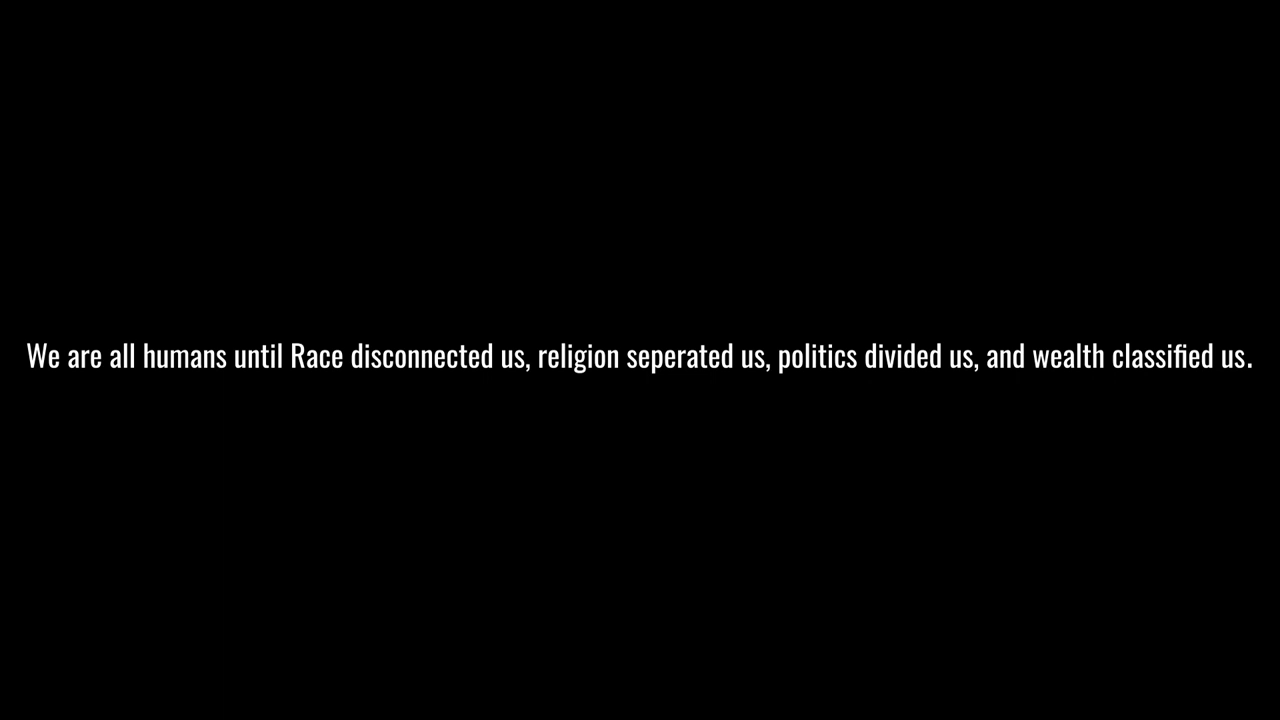 We are all humans until Race disconnected us, religion seperated us, politics divided us, and wealth classified us.